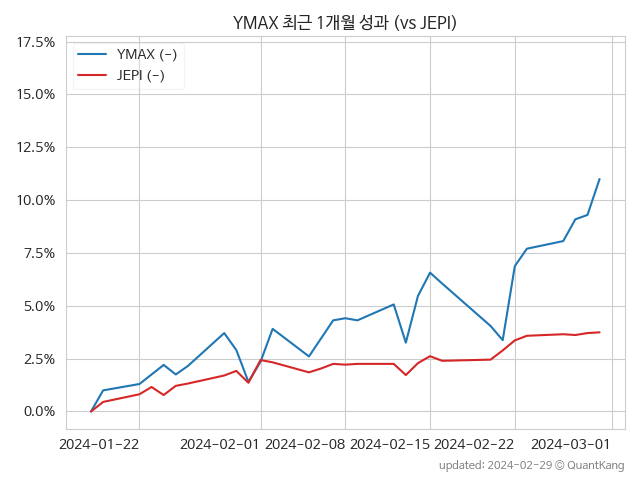 YMAX 최근 1개월 성과 (vs JEPI)
YMAX (-)
JEPI (-)
17.5%
15.0%
12.5%
10.0%
7.5%
5.0%
2.5%
0.0%
2024-01-22 2024-02-01 2024-02-08 2024-02-15 2024-02-22 2024-03-01
updated: 2024-02-29 © QuantKang